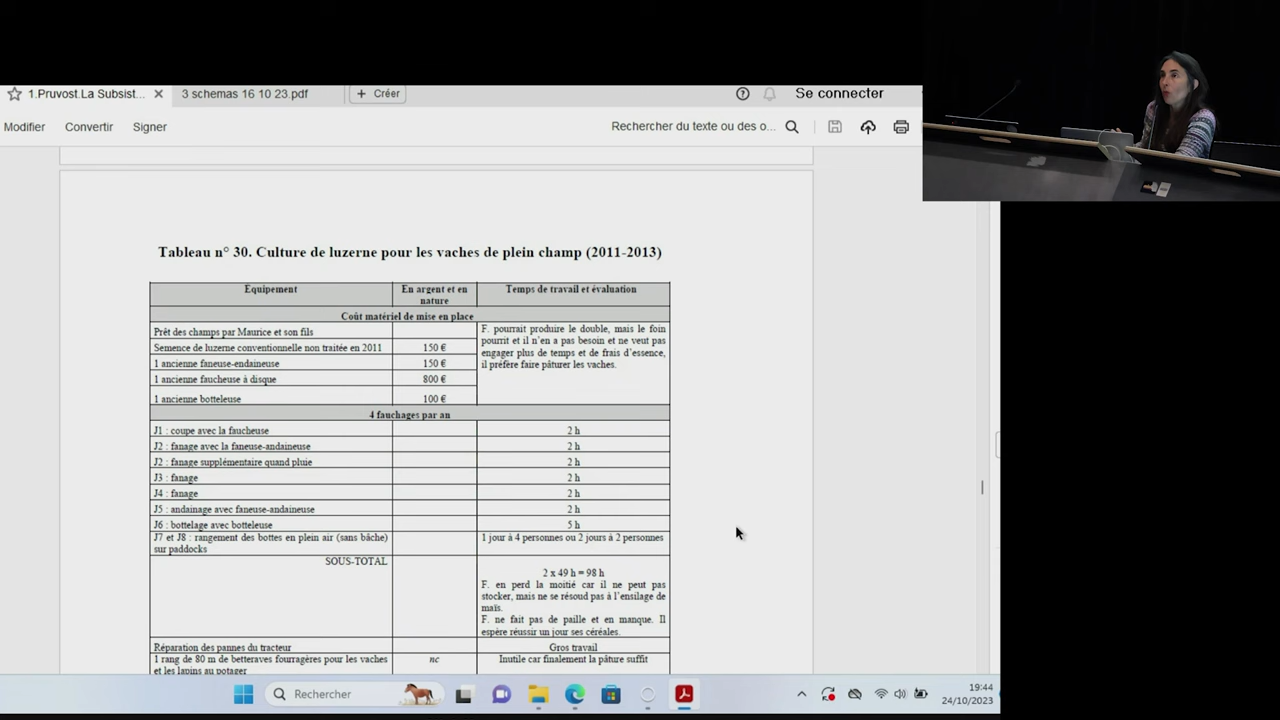 1.Pruvost.La Subsist...
3 schemas 16 10 23.pdf
Créer
Se connecter
Modifier
Convertir
Signer
Rechercher du texte ou des o...
Tableau n° 30. Culture de luzerne pour les vaches de plein champ (2011-2013)
Équipement
En argent et en
nature
Temps de travail et évaluation
Coût matériel de mise en place
Prêt des champs par Maurice et son fils
Semence de luzerne conventionnelle non traitée en 2011
150 €
1 ancienne faneuse-endaineuse
150 €
1 ancienne faucheuse à disque
800 €
1 ancienne botteleuse
100 €
F. pourrait produire le double, mais le foin
pourrit et il n'en a pas besoin et ne veut pas
engager plus de temps et de frais d'essence,
il préfère faire pâturer les vaches.
4 fauchages par an
J1 : coupe avec la faucheuse
2 h
J2 : fanage avec la faneuse-andaineuse
2 h
J2 : fanage supplémentaire quand pluie
2 h
J3 : fanage
2 h
J4 : fanage
2 h
J5 : andainage avec faneuse-andaineuse
2 h
J6 : bottelage avec botteleuse
5 h
J7 et J8 : rangement des bottes en plein air (sans bâche)
sur paddocks
1 jour à 4 personnes ou 2 jours à 2 personnes
SOUS-TOTAL
2 x 49 h = 98 h
F. en perd la moitié car il ne peut pas
stocker, mais ne se résoud pas à l'ensilage de
maïs.
F. ne fait pas de paille et en manque. Il
espère réussir un jour ses céréales.
Réparation des pannes du tracteur
Gros travail
1 rang de 80 m de betteraves fourragères pour les vaches
et les lapins au potager
nc
Inutile car finalement la pâture suffit
Rechercher
19:44
24/10/2023